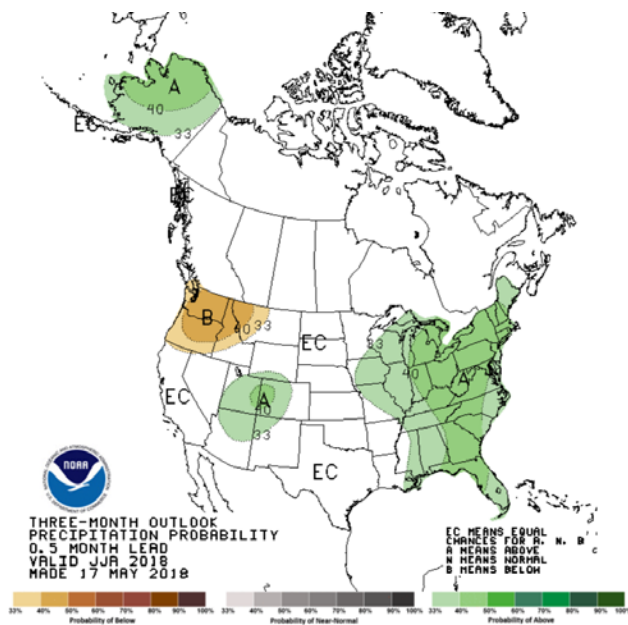 A
40
33
EC
B
40 33
EC
33
40
A
EC
A
40
33
EC
NOAA
THREE-MONTH OUTLOOK
PRECIPITATION PROBABILITY
0.5 MONTH LEAD
VALID JJA 2018
MADE 17 MAY 2018
EC MEANS EQUAL
CHANCES FOR A, N, B
A MEANS ABOVE
N MEANS NORMAL
B MEANS BELOW
33% 40% 50% 60% 70% 80% 90% 100%
Probability of Below
33% 40% 50% 60% 70% 80% 90% 100%
Probability of Near-Normal
33% 40% 50% 60% 70% 80% 90% 100%
Probability of Above